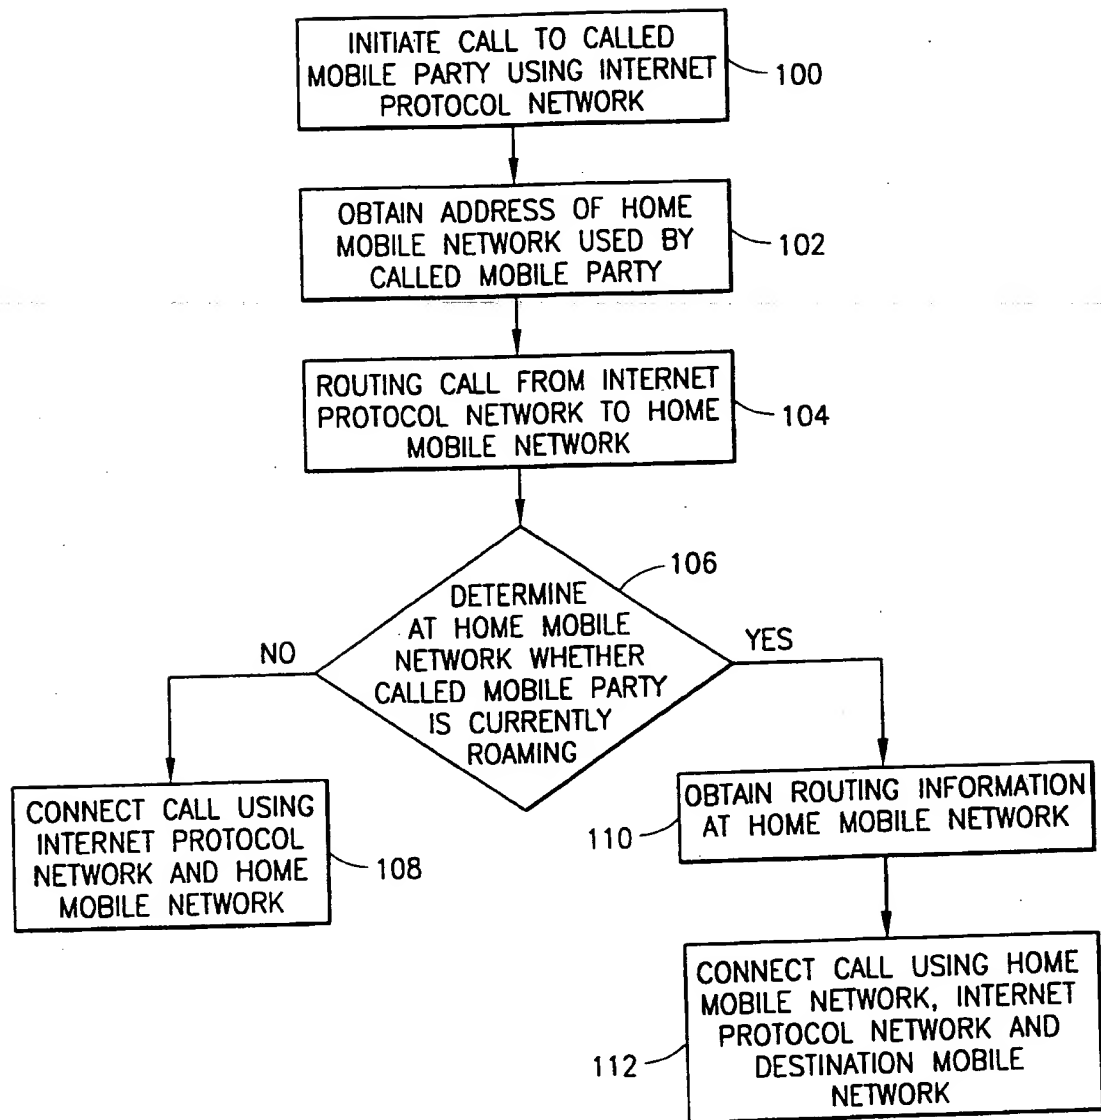 INITIATE CALL TO CALLED
MOBILE PARTY USING INTERNET
PROTOCOL NETWORK
100
OBTAIN ADDRESS OF HOME
MOBILE NETWORK USED BY
CALLED MOBILE PARTY
102
ROUTING CALL FROM INTERNET
PROTOCOL NETWORK TO HOME
MOBILE NETWORK
104
106
DETERMINE
AT HOME MOBILE
NETWORK WHETHER
CALLED MOBILE PARTY
IS CURRENTLY
ROAMING
NO
YES
CONNECT CALL USING
INTERNET PROTOCOL
NETWORK AND HOME
MOBILE NETWORK
108
OBTAIN ROUTING INFORMATION
AT HOME MOBILE NETWORK
110
CONNECT CALL USING HOME
MOBILE NETWORK, INTERNET
PROTOCOL NETWORK AND
DESTINATION MOBILE
NETWORK
112